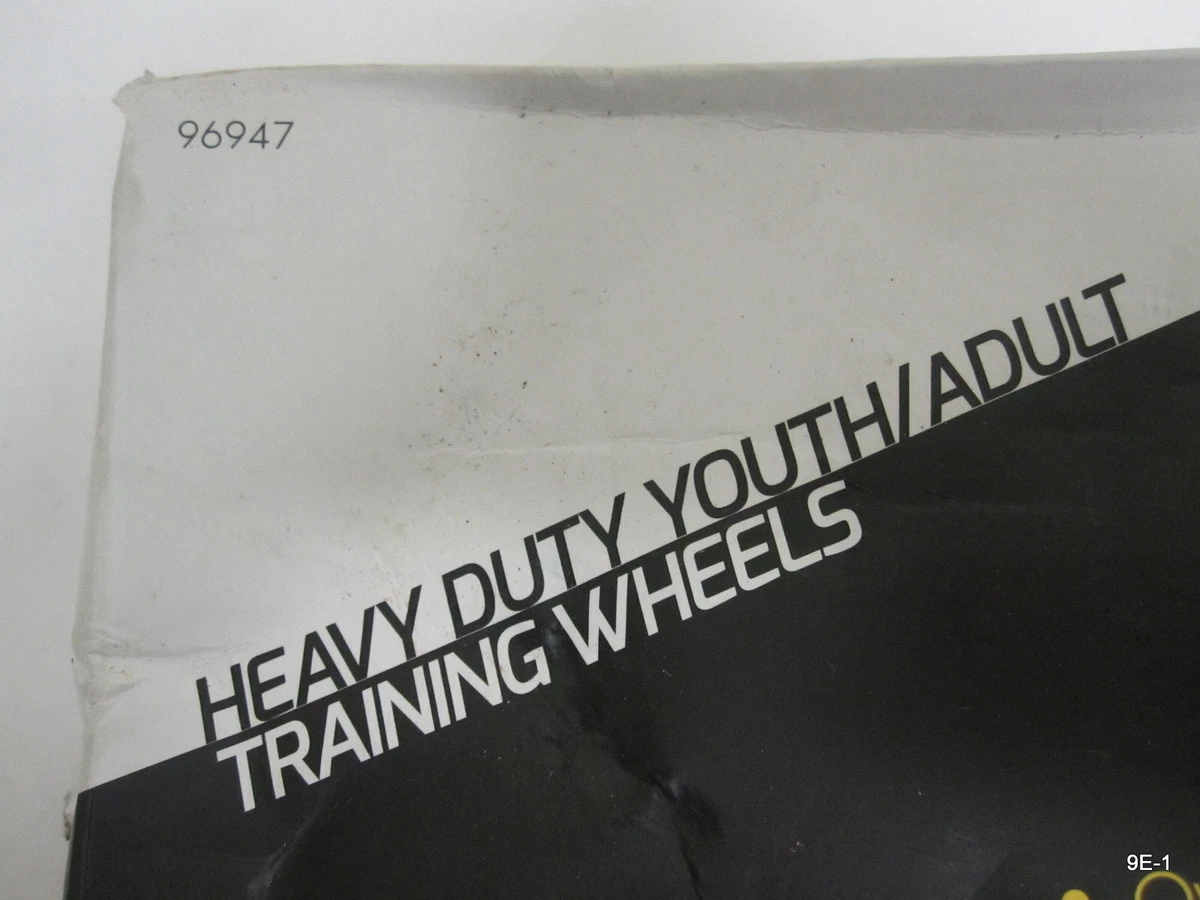 96947
HEAVY DUTY YOUTH/ADULT
TRAINING WHEELS
9E-1